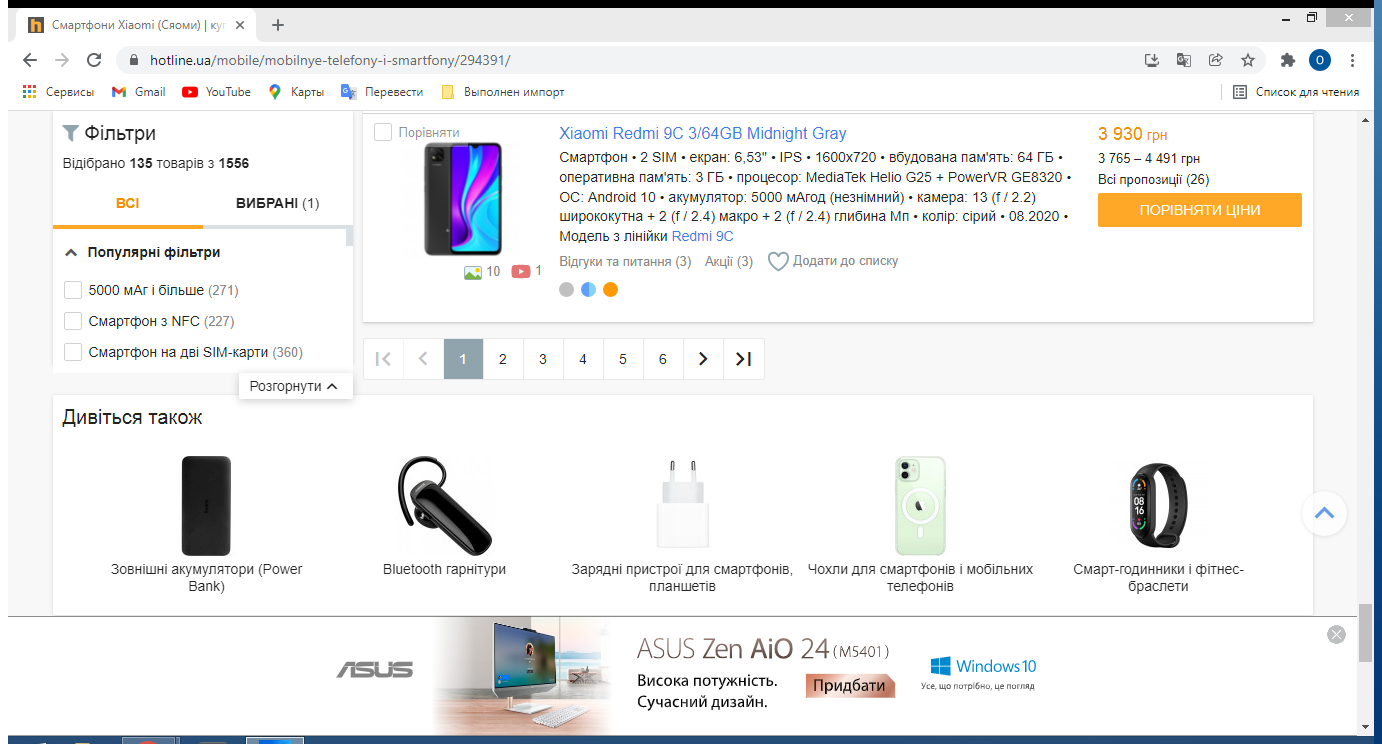 Смартфони Xiaomi (Сяоми) | куп
hotline.ua/mobile/mobilnye-telefony-i-smartfony/294391/
О
Сервисы Gmail YouTube Карты Перевести Выполнен импорт Список для чтения
Фільтри
Відібрано 135 товарів з 1556
ВСІ ВИБРАНІ (1)
Популярні фільтри
5000 мАг і більше (271)
Смартфон з NFC (227)
Смартфон на дві SIM-карти (360)
Розгорнути
Порівняти
10 1
Xiaomi Redmi 9C 3/64GB Midnight Gray
Смартфон • 2 SIM • екран: 6,53" • IPS • 1600x720 • вбудована пам'ять: 64 ГБ •
оперативна пам'ять: 3 ГБ • процесор: MediaTek Helio G25 + PowerVR GE8320 •
ОС: Android 10 • акумулятор: 5000 мАгод (незнімний) • камера: 13 (f / 2.2)
ширококутна + 2 (f / 2.4) макро + 2 (f / 2.4) глибина Мп • колір: сірий • 08.2020 •
Модель з лінійки Redmi 9C
Відгуки та питання (3) Акції (3) Додати до списку
3 930 грн
3 765 – 4 491 грн
Всі пропозиції (26)
ПОРІВНЯТИ ЦІНИ
1 2 3 4 5 6
Дивіться також
Зовнішні акумулятори (Power
Bank)
Bluetooth гарнітури
Зарядні пристрої для смартфонів,
планшетів
Чохли для смартфонів і мобільних
телефонів
Смарт-годинники і фітнес-
браслети
08
16
ASUS
ASUS Zen AiO 24 (M5401)
Висока потужність.
Сучасний дизайн.
Придбати
Windows 10
Усе, що потрібно, це погляд